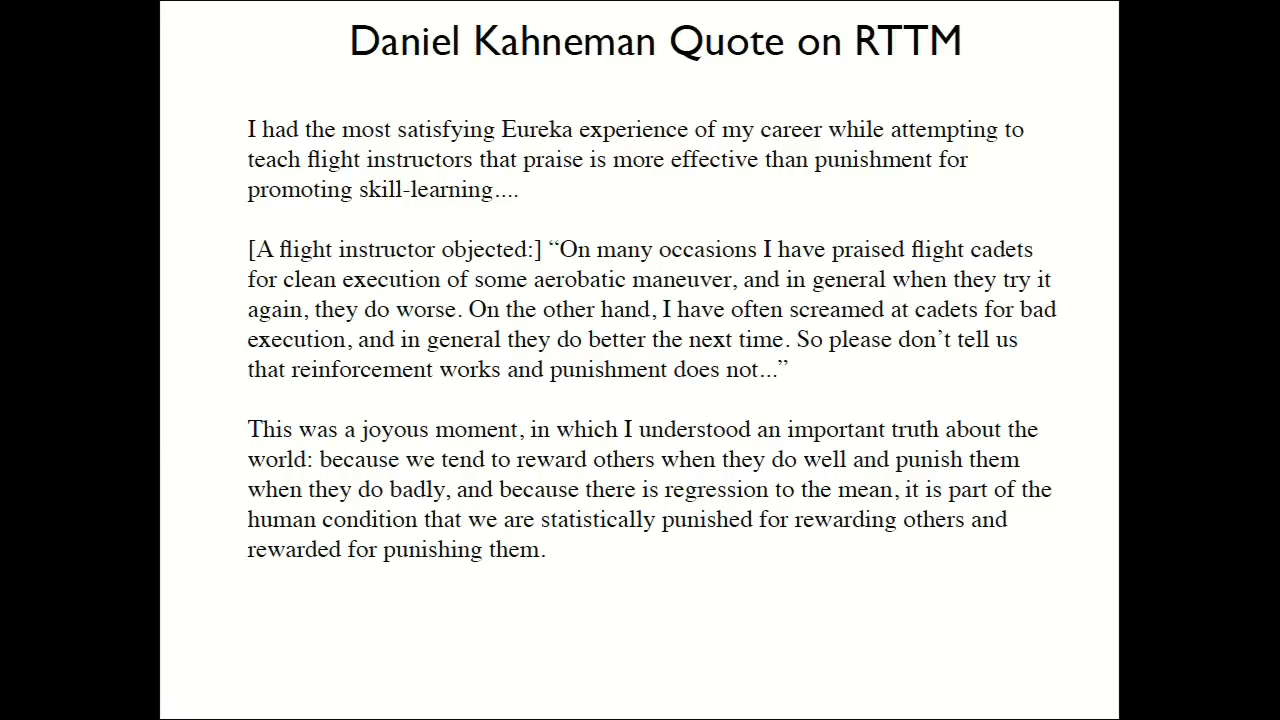 Daniel Kahneman Quote on RTTM
I had the most satisfying Eureka experience of my career while attempting to
teach flight instructors that praise is more effective than punishment for
promoting skill-learning....
[A flight instructor objected:] “On many occasions I have praised flight cadets
for clean execution of some aerobatic maneuver, and in general when they try it
again, they do worse. On the other hand, I have often screamed at cadets for bad
execution, and in general they do better the next time. So please don’t tell us
that reinforcement works and punishment does not...”
This was a joyous moment, in which I understood an important truth about the
world: because we tend to reward others when they do well and punish them
when they do badly, and because there is regression to the mean, it is part of the
human condition that we are statistically punished for rewarding others and
rewarded for punishing them.